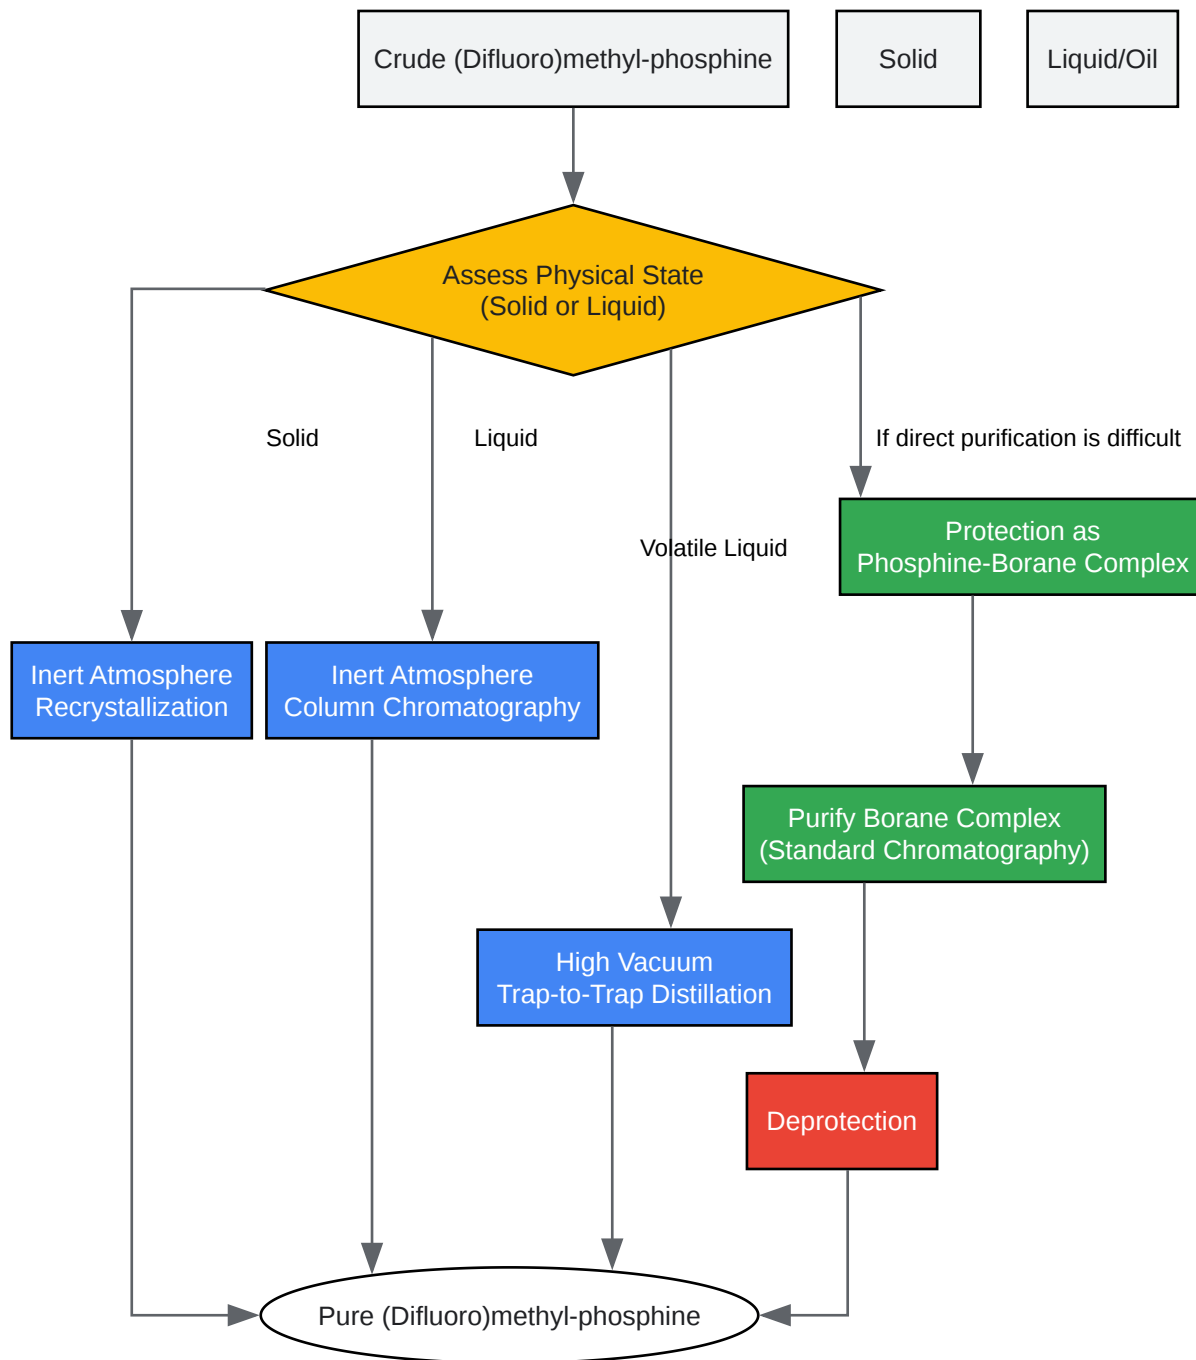 Crude (Difluoro)methyl-phosphine
Solid
Liquid/Oil
Assess Physical State
(Solid or Liquid)
Solid
Liquid
If direct purification is difficult
Volatile Liquid
Protection as
Phosphine-Borane Complex
Inert Atmosphere
Recrystallization
Inert Atmosphere
Column Chromatography
Purify Borane Complex
(Standard Chromatography)
High Vacuum
Trap-to-Trap Distillation
Deprotection
Pure (Difluoro)methyl-phosphine